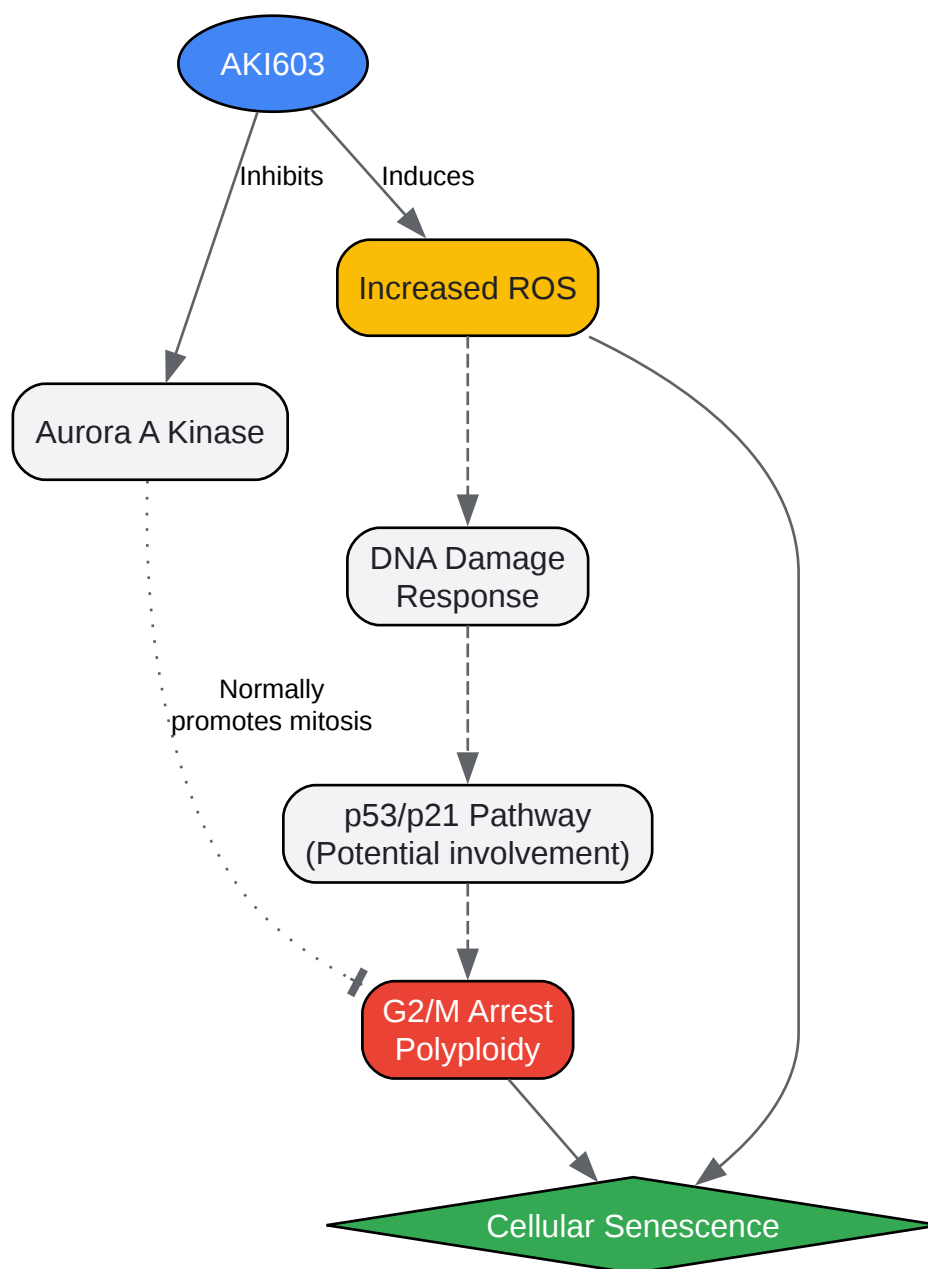 AKI603
Inhibits
Induces
Increased ROS
Aurora A Kinase
DNA Damage
Response
Normally
promotes mitosis
p53/p21 Pathway
(Potential involvement)
G2/M Arrest
Polyploidy
Cellular Senescence